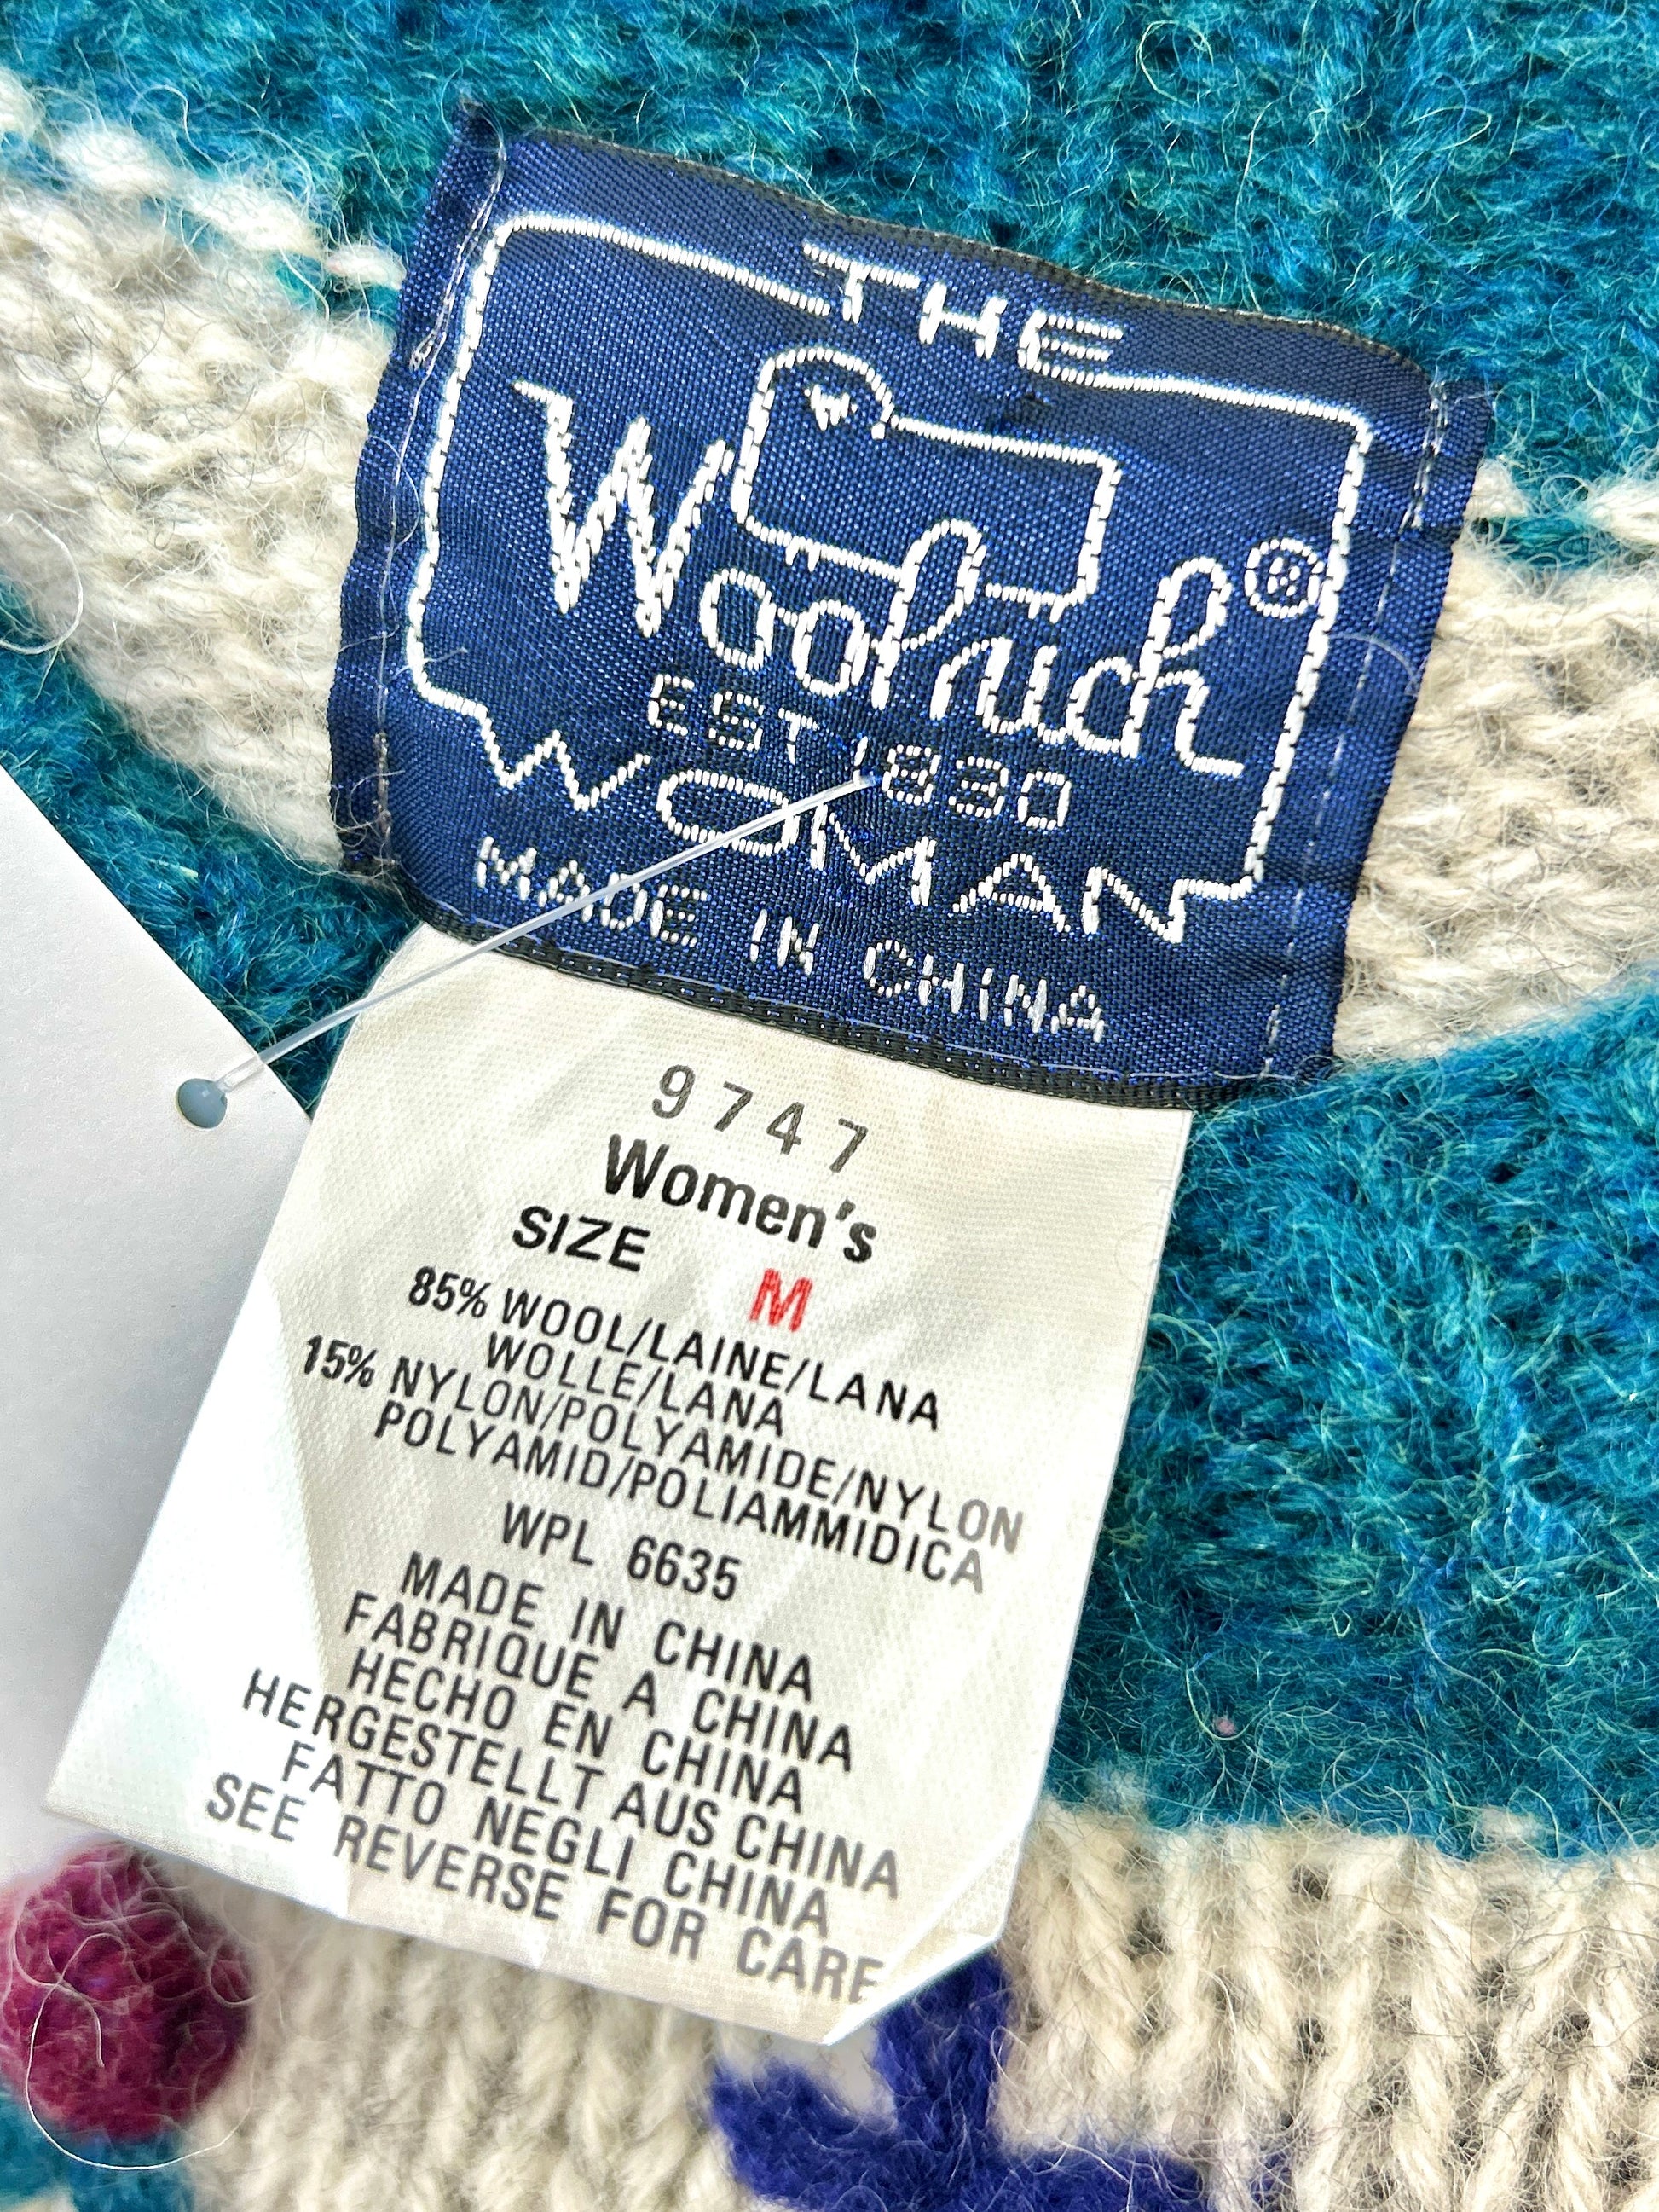 THE
Woolrich®
EST 1830
WOMAN
MADE IN CHINA
9747
Women's
SIZE M
85% WOOL/LAINE/LANA
WOLLE/LANA
15% NYLON/POLYAMIDE/NYLON
POLYAMID/POLIAMMIDICA
WPL 6635
MADE IN CHINA
FABRIQUE A CHINA
HECHO EN CHINA
HERGESTELLT AUS CHINA
FATTO NEGLI CHINA
SEE REVERSE FOR CARE